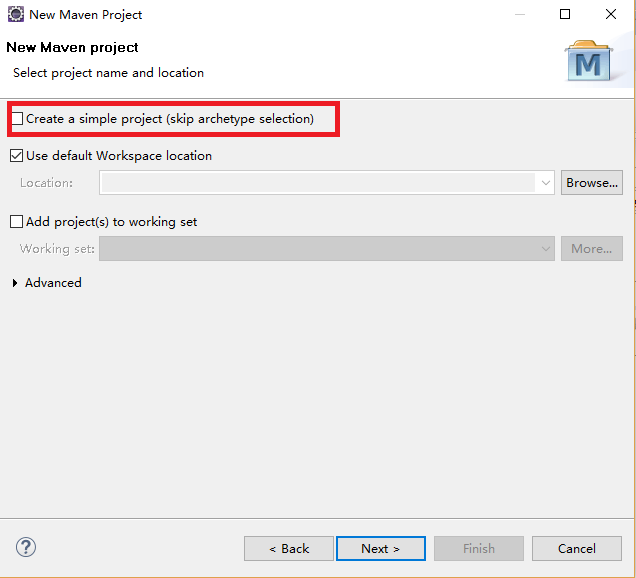 New Maven Project
New Maven project
Select project name and location
M
Create a simple project (skip archetype selection)
Use default Workspace location
Location:
Browse...
Add project(s) to working set
Working set:
More...
Advanced
?
< Back
Next >
Finish
Cancel